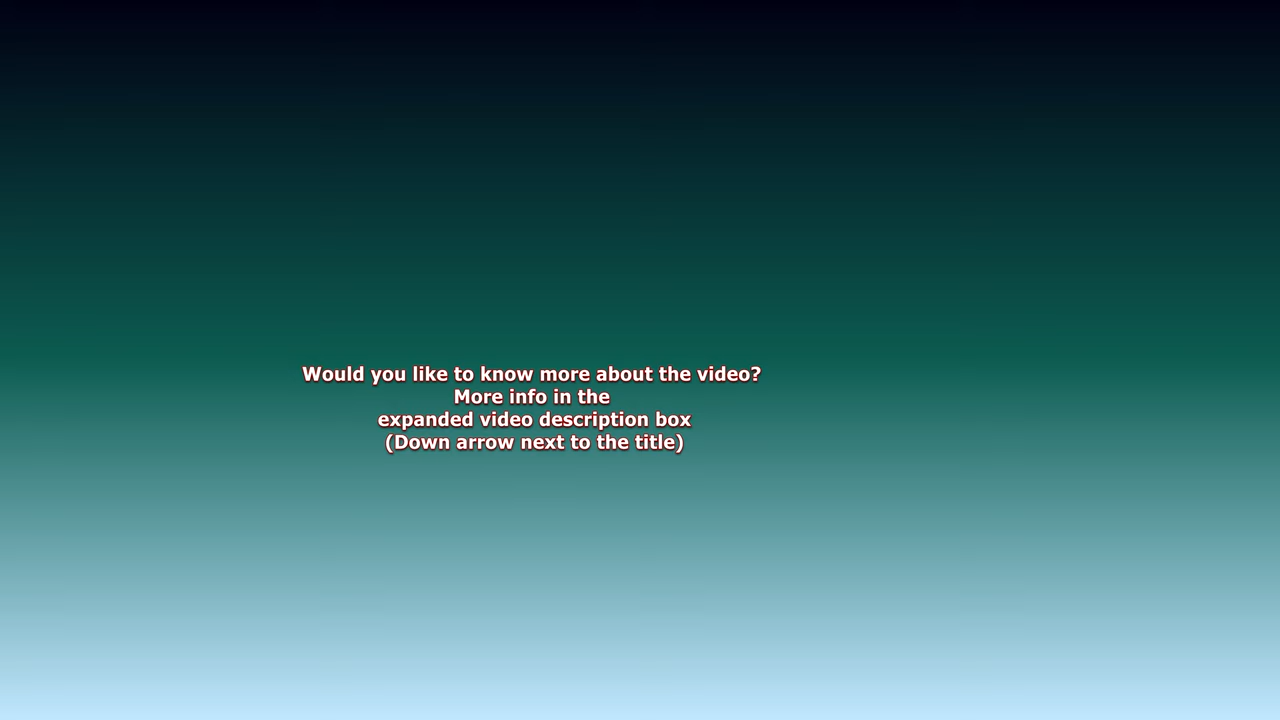 Would you like to know more about the video?
More info in the
expanded video description box
(Down arrow next to the title)